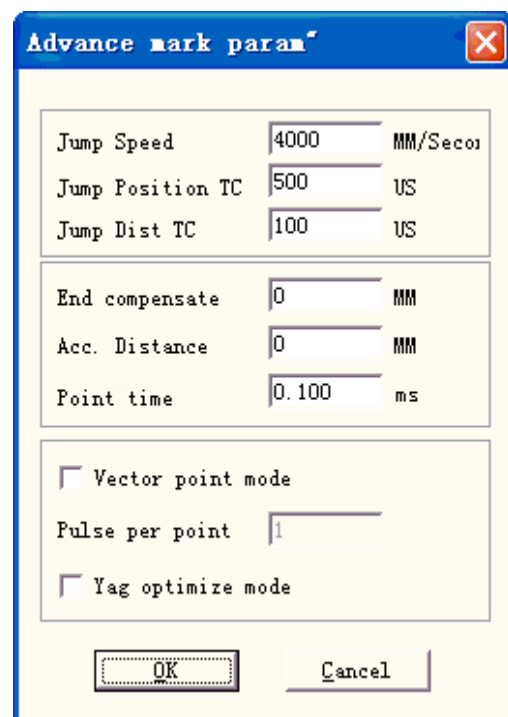 Advance mark param
Jump Speed 4000 MM/Secon
Jump Position TC 500 US
Jump Dist TC 100 US
End compensate 0 MM
Acc. Distance 0 MM
Point time 0.100 ms
Vector point mode
Pulse per point 1
Yag optimize mode
OK Cancel